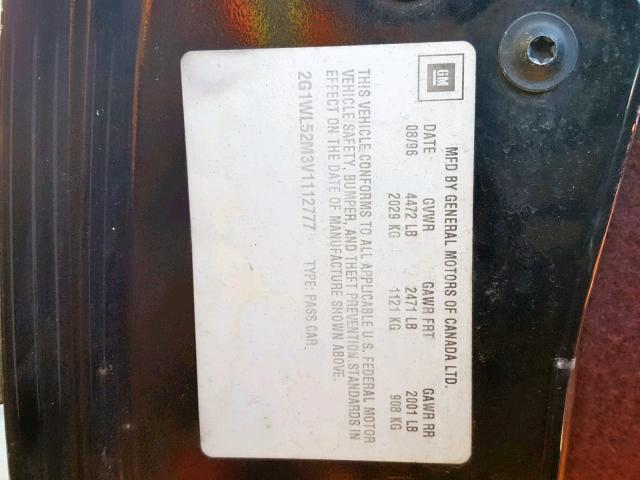 GM
MFD BY GENERAL MOTORS OF CANADA LTD.
DATE GVWR GAWR FRT GAWR RR
08/96 4472 LB 2471 LB 2001 LB
2029 KG 1121 KG 908 KG
THIS VEHICLE CONFORMS TO ALL APPLICABLE U.S. FEDERAL MOTOR
VEHICLE SAFETY, BUMPER, AND THEFT PREVENTION STANDARDS IN
EFFECT ON THE DATE OF MANUFACTURE SHOWN ABOVE.
2G1WL52M3V1112777 TYPE: PASS CAR.